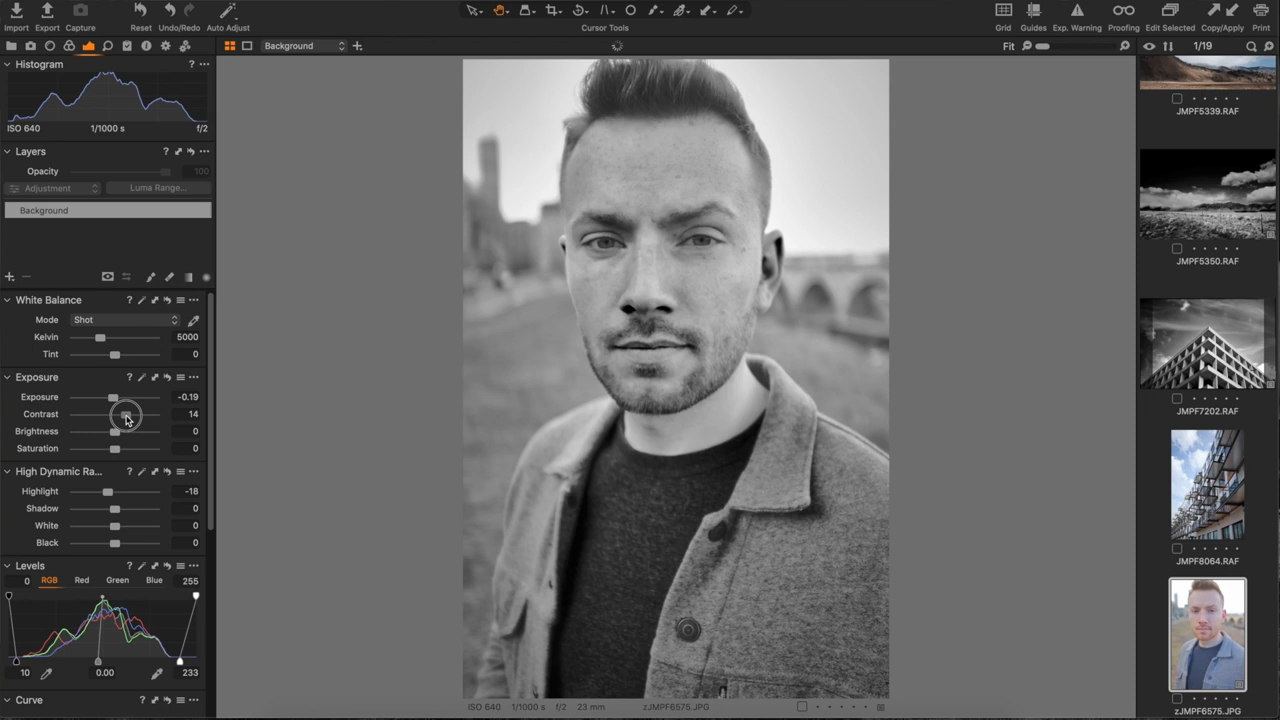 Import Export Capture Reset Undo/Redo Auto Adjust Cursor Tools Grid Guides Exp. Warning Proofing Edit Selected Copy/Apply Print
Background Fit 1/19
Histogram ?
ISO 640 1/1000 s f/2
Layers ?
Opacity 100
Adjustment Luma Range...
Background
White Balance ?
Mode Shot
Kelvin 5000
Tint 0
Exposure ?
Exposure -0.19
Contrast 14
Brightness 0
Saturation 0
High Dynamic Ra... ?
Highlight -18
Shadow 0
White 0
Black 0
Levels ?
0 RGB Red Green Blue 255
10 0.00 233
Curve ?
ISO 640 1/1000 s f/2 23 mm zJMPF6575.JPG
JMPF5339.RAF
JMPF5350.RAF
JMPF7202.RAF
JMPF8064.RAF
zJMPF6575.JPG